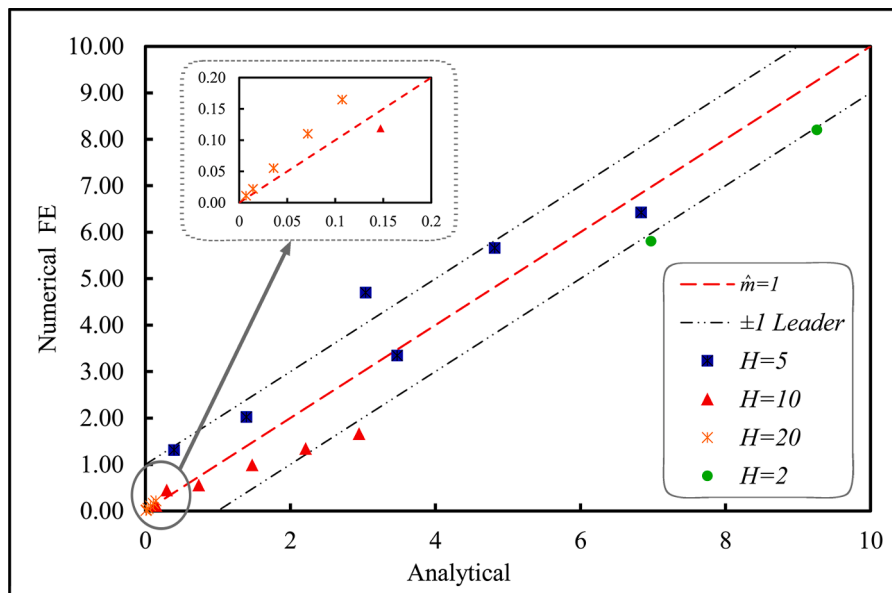 10.00
9.00
8.00
7.00
6.00
5.00
4.00
3.00
2.00
1.00
0.00
Numerical FE
0 2 4 6 8 10
Analytical
0.20
0.15
0.10
0.05
0.00
0 0.05 0.1 0.15 0.2
m̂=1
±1 Leader
H=5
H=10
H=20
H=2